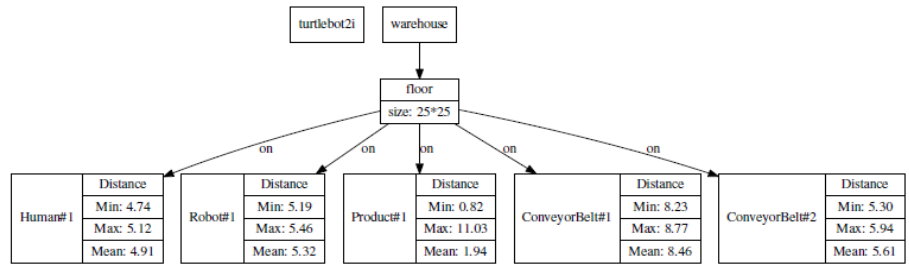 turtlebot2i
warehouse
floor
size: 25*25
on
on
on
on
on
Human#1
Distance
Min: 4.74
Max: 5.12
Mean: 4.91
Robot#1
Distance
Min: 5.19
Max: 5.46
Mean: 5.32
Product#1
Distance
Min: 0.82
Max: 11.03
Mean: 1.94
ConveyorBelt#1
Distance
Min: 8.23
Max: 8.77
Mean: 8.46
ConveyorBelt#2
Distance
Min: 5.30
Max: 5.94
Mean: 5.61